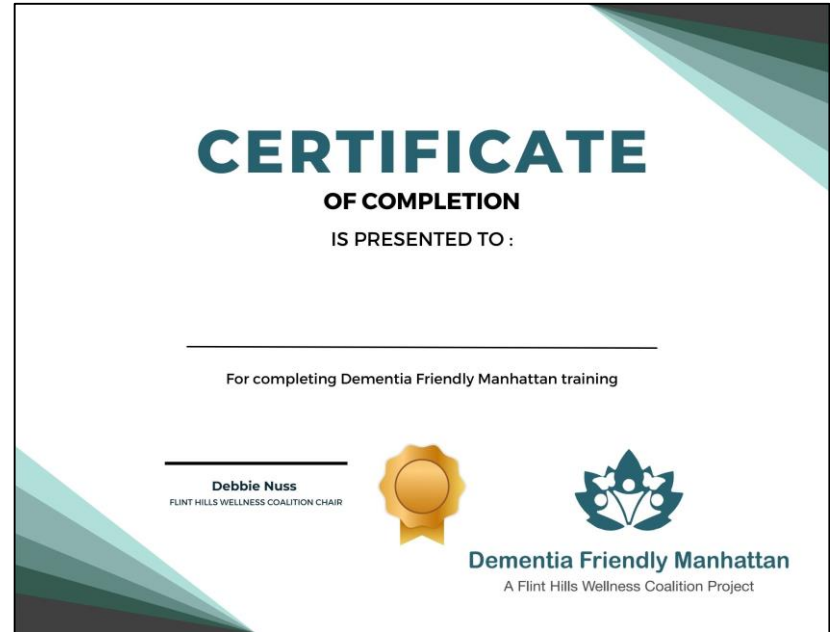 CERTIFICATE
OF COMPLETION
IS PRESENTED TO :
For completing Dementia Friendly Manhattan training
Debbie Nuss
FLINT HILLS WELLNESS COALITION CHAIR
Dementia Friendly Manhattan
A Flint Hills Wellness Coalition Project